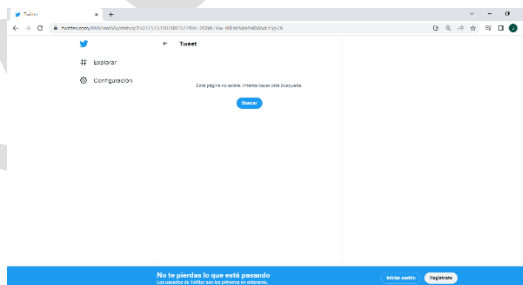 Twitter
Tweet
Explorar
Configuración
Esta página no existe. Intenta hacer otra búsqueda.
Buscar
No te pierdas lo que está pasando
Los usuarios de Twitter son los primeros en enterarse.
Iniciar sesión
Regístrate